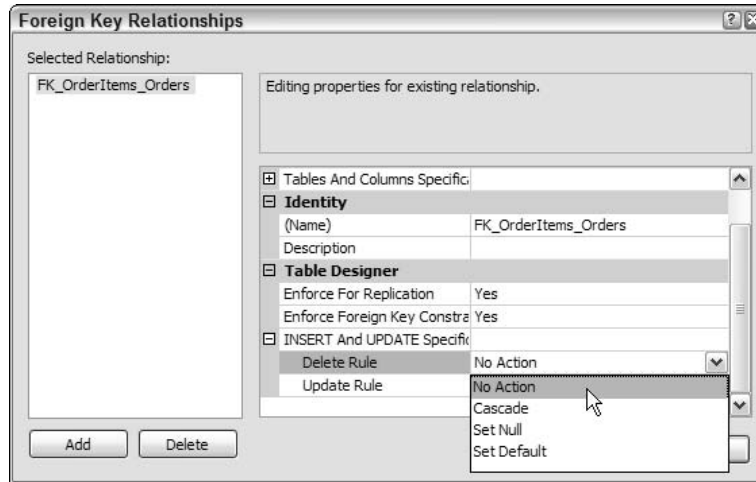 Foreign Key Relationships
Selected Relationship:
FK_OrderItems_Orders
Editing properties for existing relationship.
Tables And Columns Specific
Identity
(Name) FK_OrderItems_Orders
Description
Table Designer
Enforce For Replication Yes
Enforce Foreign Key Constra Yes
INSERT And UPDATE Specific
Delete Rule No Action
Update Rule No Action
Cascade
Set Null
Set Default
Add Delete